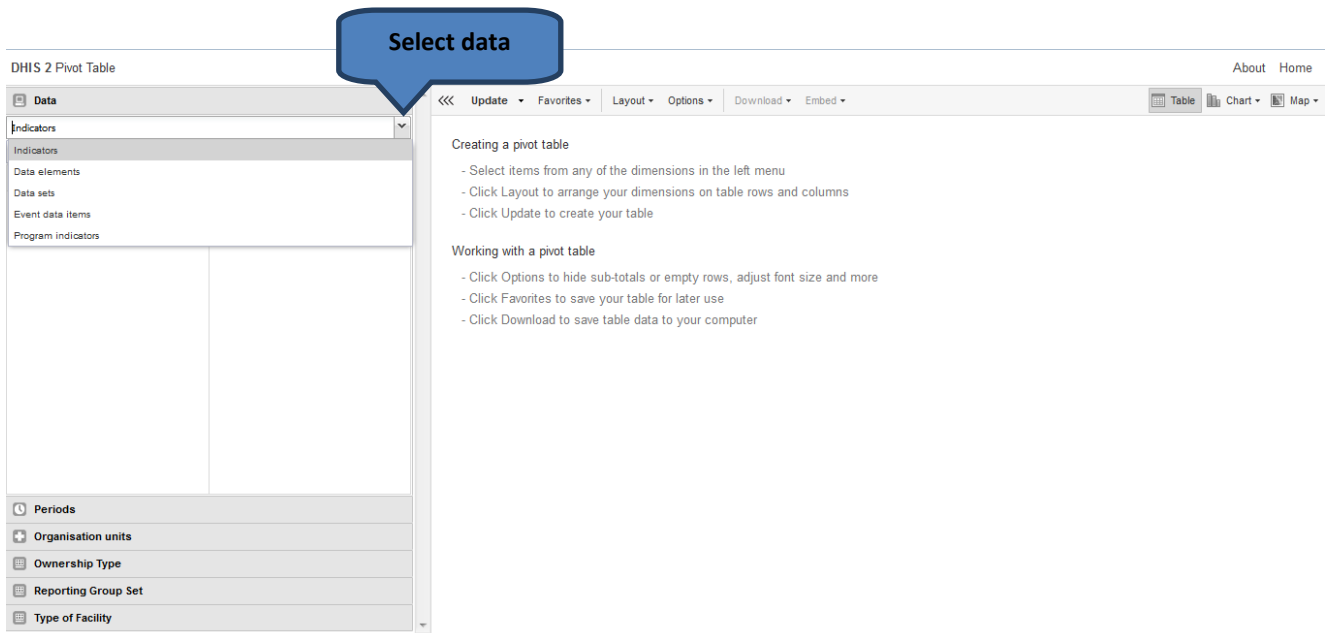 Select data
DHIS 2 Pivot Table
About Home
Data
Indicators
Indicators
Data elements
Data sets
Event data items
Program indicators
Periods
Organisation units
Ownership Type
Reporting Group Set
Type of Facility
Update Favorites Layout Options Download Embed
Table Chart Map
Creating a pivot table
- Select items from any of the dimensions in the left menu
- Click Layout to arrange your dimensions on table rows and columns
- Click Update to create your table
Working with a pivot table
- Click Options to hide sub-totals or empty rows, adjust font size and more
- Click Favorites to save your table for later use
- Click Download to save table data to your computer